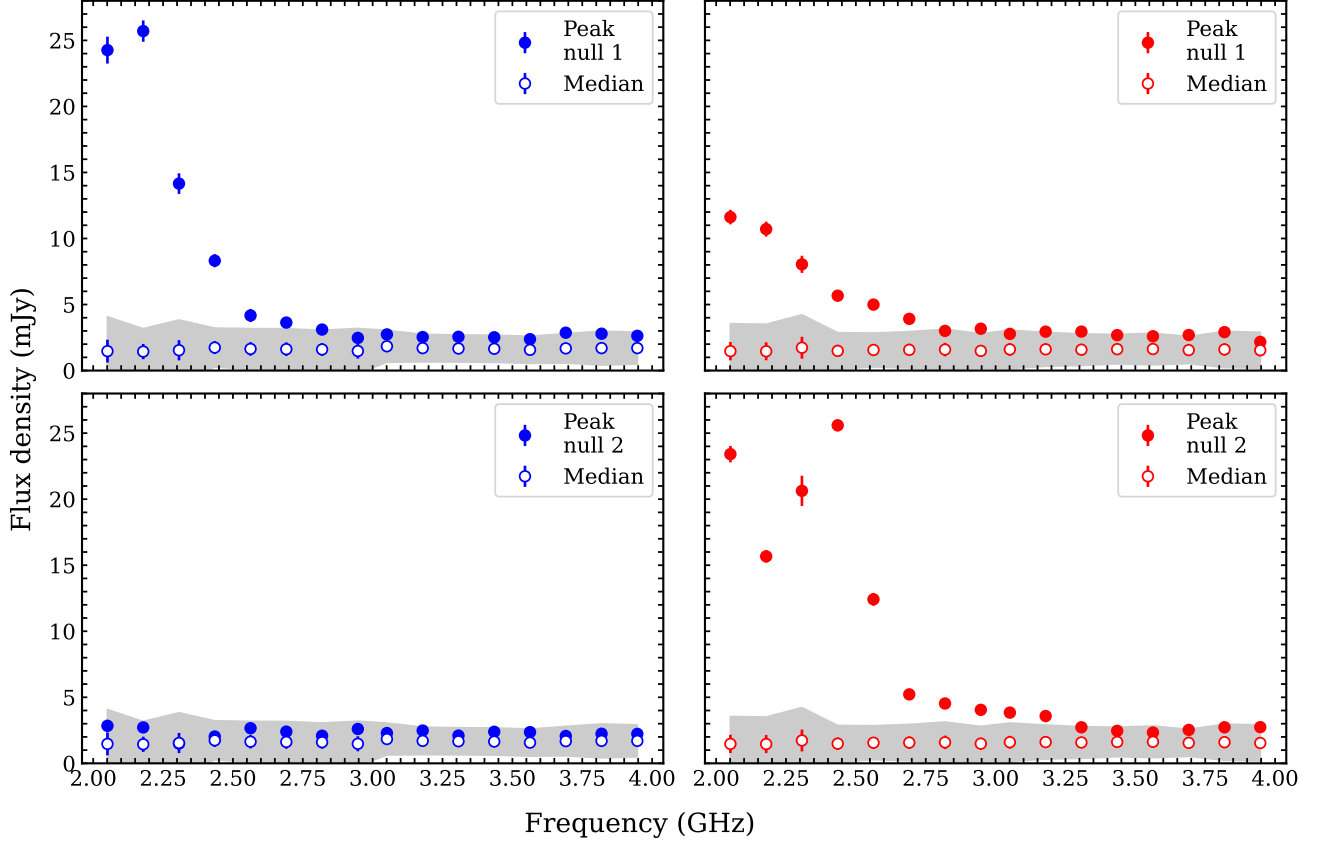 25
20
15
10
5
0
Peak
null 1
Median
Peak
null 1
Median
25
20
15
10
5
0
Peak
null 2
Median
Peak
null 2
Median
2.00 2.25 2.50 2.75 3.00 3.25 3.50 3.75 4.00
2.00 2.25 2.50 2.75 3.00 3.25 3.50 3.75 4.00
Flux density (mJy)
Frequency (GHz)